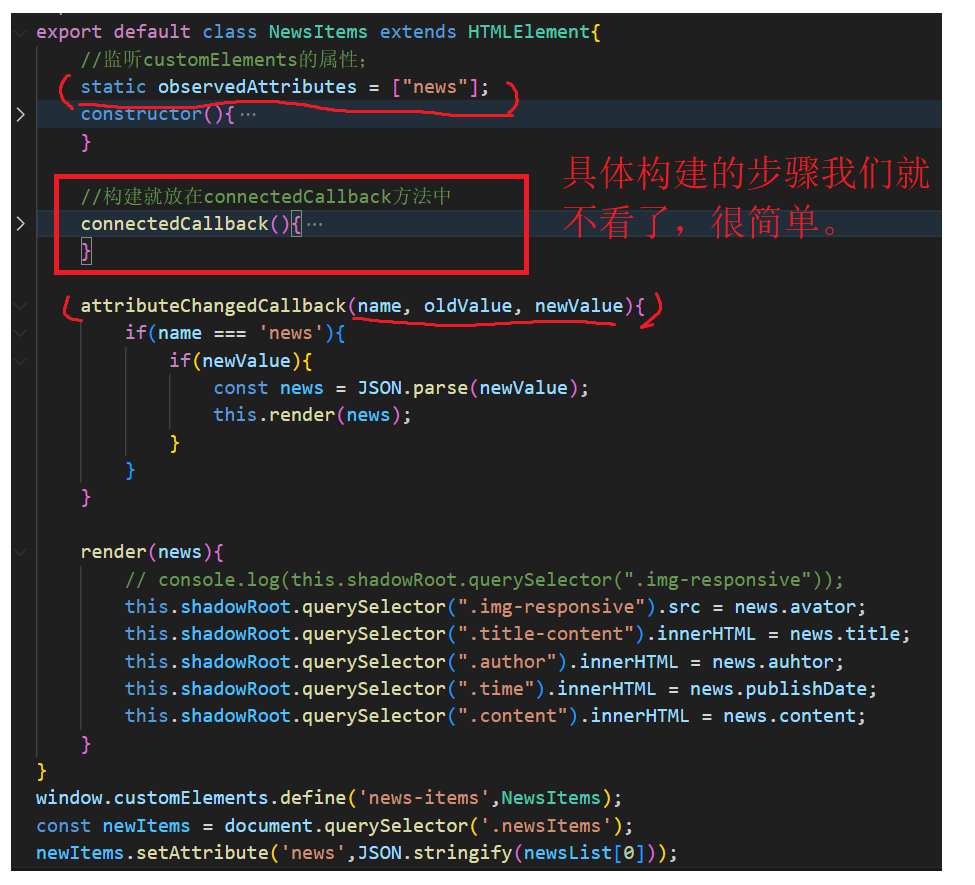 export default class NewsItems extends HTMLElement{
//监听customElements的属性;
static observedAttributes = ["news"];
constructor(){ ⋯
}
//构建就放在connectedCallback方法中
connectedCallback(){ ⋯
}
具体构建的步骤我们就
不看了，很简单。
attributeChangedCallback(name, oldValue, newValue){
if(name === 'news'){
if(newValue){
const news = JSON.parse(newValue);
this.render(news);
}
}
}
render(news){
// console.log(this.shadowRoot.querySelector(".img-responsive"));
this.shadowRoot.querySelector(".img-responsive").src = news.avator;
this.shadowRoot.querySelector(".title-content").innerHTML = news.title;
this.shadowRoot.querySelector(".author").innerHTML = news.auhtor;
this.shadowRoot.querySelector(".time").innerHTML = news.publishDate;
this.shadowRoot.querySelector(".content").innerHTML = news.content;
}
}
window.customElements.define('news-items',NewsItems);
const newItems = document.querySelector('.newsItems');
newItems.setAttribute('news',JSON.stringify(newsList[0]));